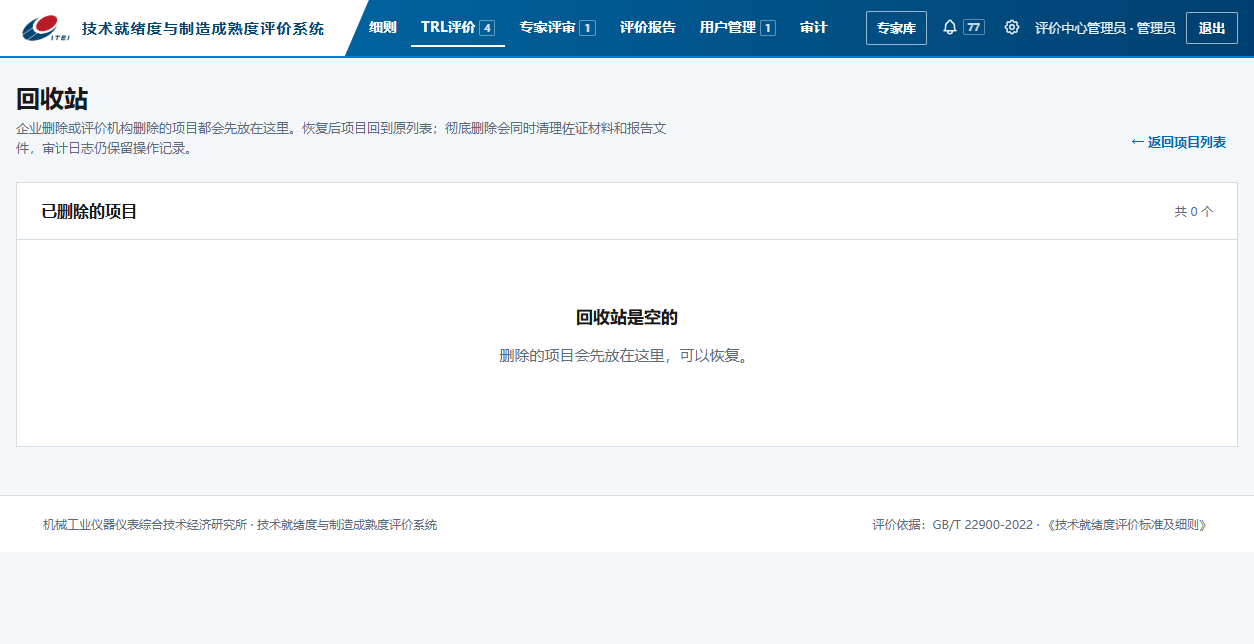 ITEI 技术就绪度与制造成熟度评价系统 细则 TRL评价 4 专家评审 1 评价报告 用户管理 1 审计 专家库 77 评价中心管理员 · 管理员 退出
回收站
企业删除或评价机构删除的项目都会先放在这里。恢复后项目回到原列表；彻底删除会同时清理佐证材料和报告文
件，审计日志仍保留操作记录。
← 返回项目列表
已删除的项目 共 0 个
回收站是空的
删除的项目会先放在这里，可以恢复。
机械工业仪器仪表综合技术经济研究所 · 技术就绪度与制造成熟度评价系统 评价依据：GB/T 22900-2022 · 《技术就绪度评价标准及细则》